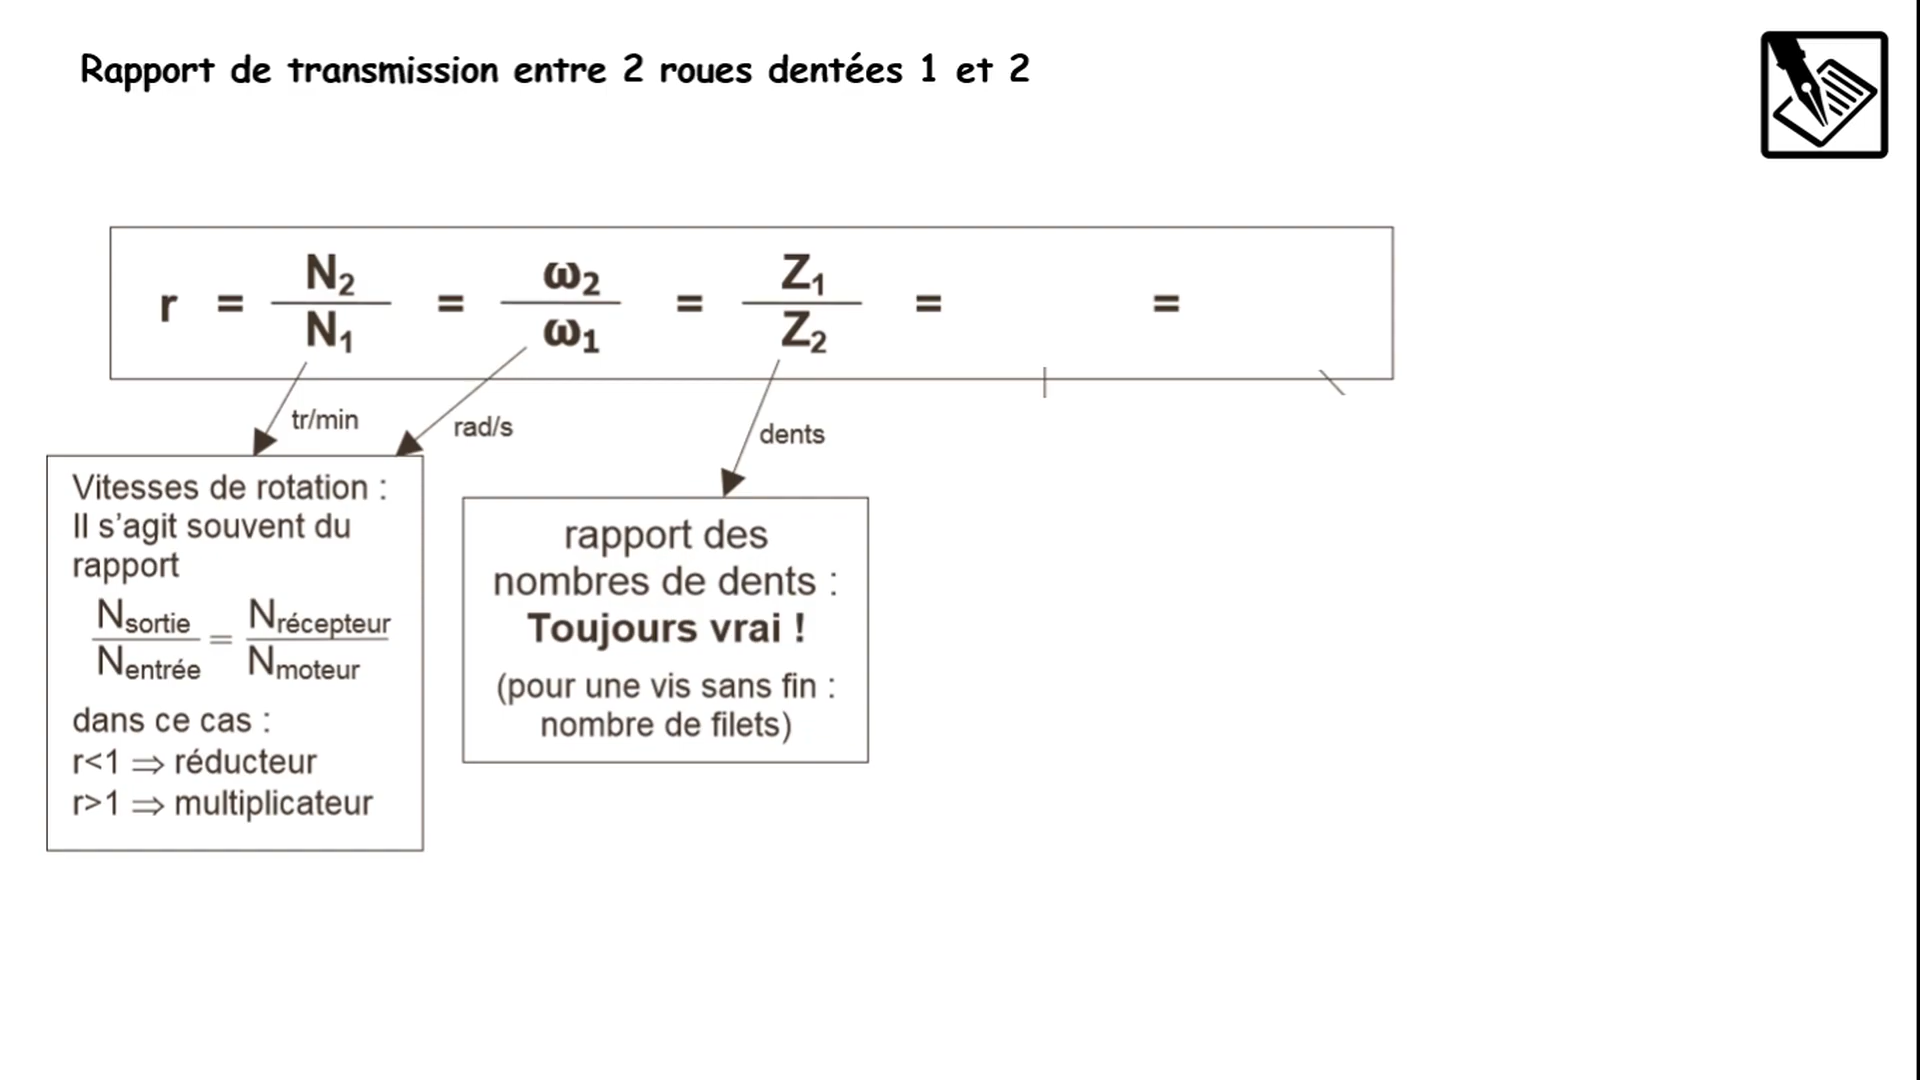 Rapport de transmission entre 2 roues dentées 1 et 2
r = N₂/N₁ = ω₂/ω₁ = Z₁/Z₂ = =
tr/min
rad/s
dents
Vitesses de rotation :
Il s’agit souvent du
rapport
Nsortie/Nentrée = Nrécepteur/Nmoteur
dans ce cas :
r<1 ⇒ réducteur
r>1 ⇒ multiplicateur
rapport des
nombres de dents :
Toujours vrai !
(pour une vis sans fin :
nombre de filets)